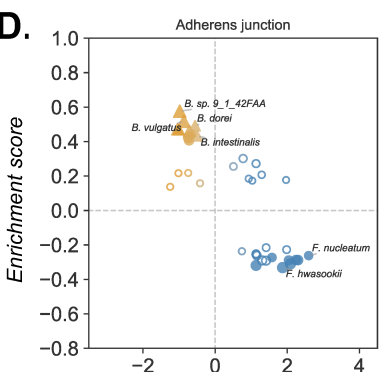 D.
Adherens junction
Enrichment score
1.0
0.8
0.6
0.4
0.2
0.0
−0.2
−0.4
−0.6
−0.8
B. sp. 9_1_42FAA
B. dorei
B. vulgatus
B. intestinalis
F. nucleatum
F. hwasookii
−2 0 2 4